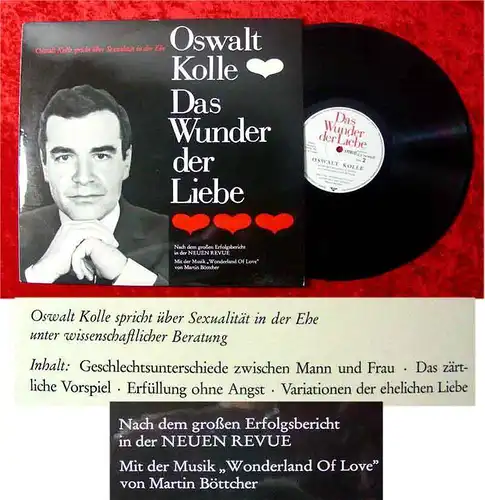 Oswalt Kolle spricht über Sexualität in der Ehe
Oswalt
Kolle
Das
Wunder
der
Liebe
Nach dem großen Erfolgsbericht
in der NEUEN REVUE
Mit der Musik „Wonderland Of Love"
von Martin Böttcher
Das
Wunder
der Liebe
2
OSWALT KOLLE
Oswalt Kolle spricht über Sexualität in der Ehe
unter wissenschaftlicher Beratung
Inhalt: Geschlechtsunterschiede zwischen Mann und Frau · Das zärt-
liche Vorspiel · Erfüllung ohne Angst · Variationen der ehelichen Liebe
Nach dem großen Erfolgsbericht
in der NEUEN REVUE
Mit der Musik „Wonderland Of Love"
von Martin Böttcher